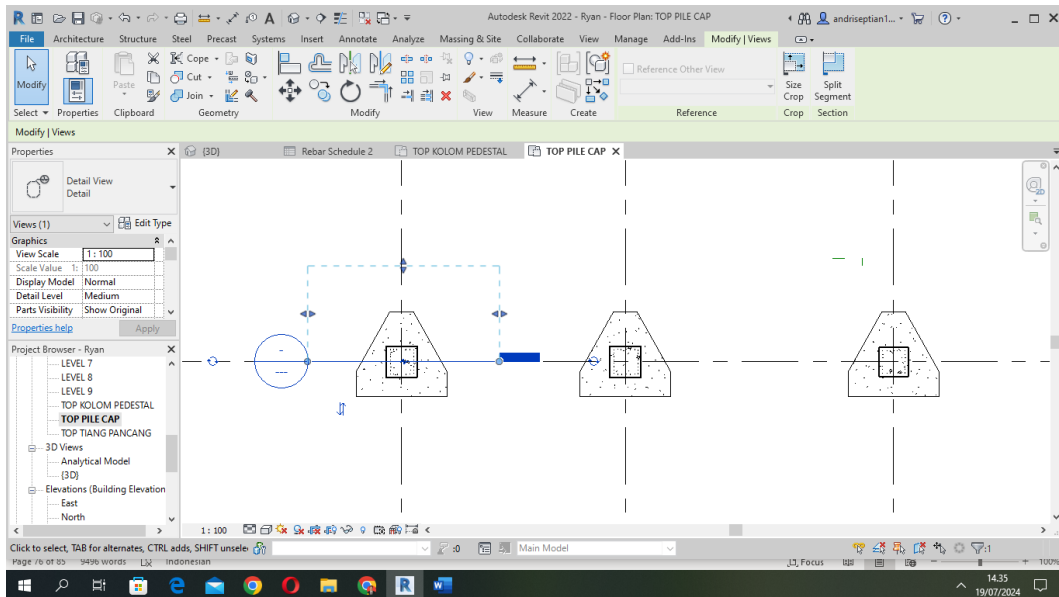 Autodesk Revit 2022 - Ryan - Floor Plan: TOP PILE CAP
andriseptian1...
File Architecture Structure Steel Precast Systems Insert Annotate Analyze Massing & Site Collaborate View Manage Add-Ins Modify | Views
Modify
Paste
Cope
Cut
Join
Reference Other View
Size Crop
Split Segment
Select Properties Clipboard Geometry Modify View Measure Create Reference Crop Section
Modify | Views
Properties
{3D} Rebar Schedule 2 TOP KOLOM PEDESTAL TOP PILE CAP
Detail View
Detail
Views (1) Edit Type
Graphics
View Scale 1 : 100
Scale Value 1: 100
Display Model Normal
Detail Level Medium
Parts Visibility Show Original
Properties help Apply
Project Browser - Ryan
LEVEL 7
LEVEL 8
LEVEL 9
TOP KOLOM PEDESTAL
TOP PILE CAP
TOP TIANG PANCANG
3D Views
Analytical Model
{3D}
Elevations (Building Elevation
East
North
1 : 100
Click to select, TAB for alternates, CTRL adds, SHIFT unsele :0 Main Model :1
Page 76 of 85 9496 words Indonesian Focus 100%
14.35
19/07/2024